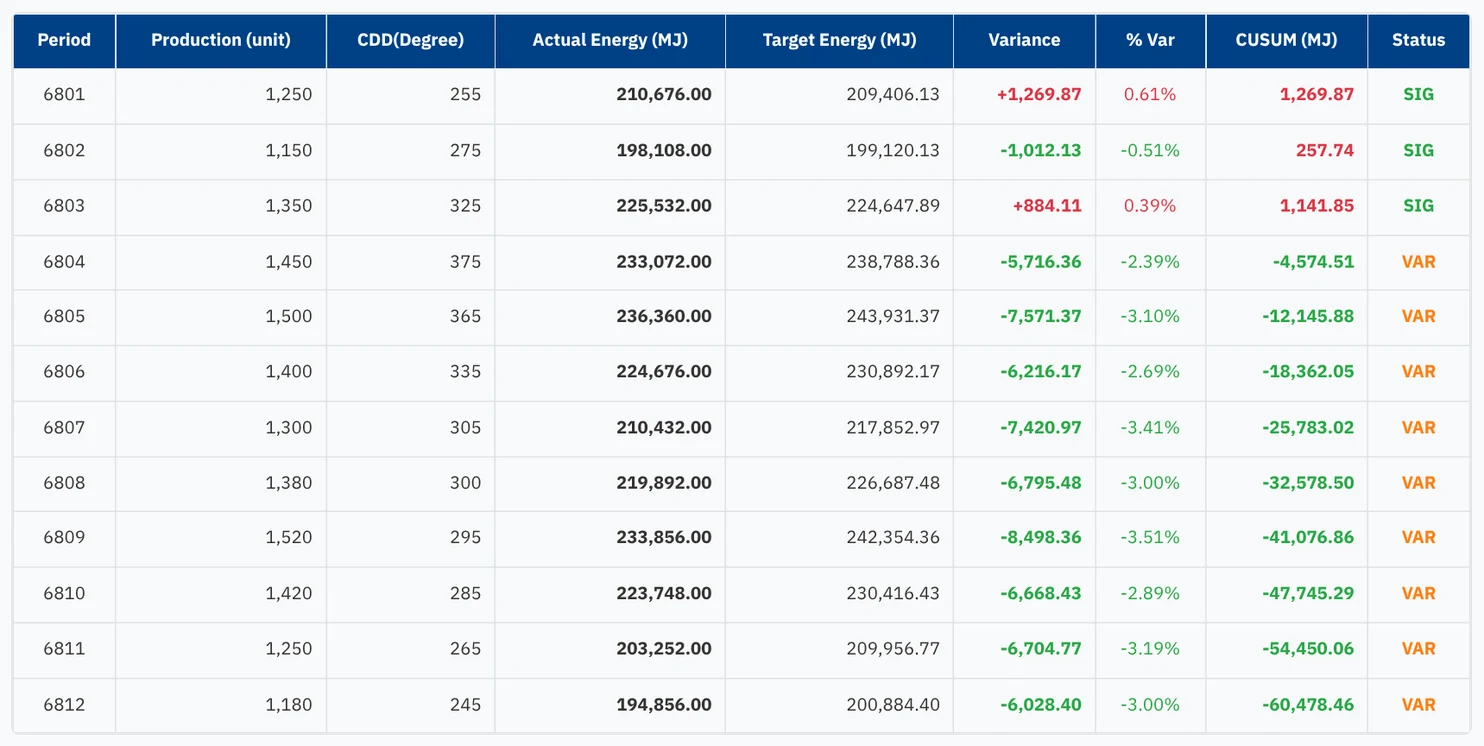 Period Production (unit) CDD(Degree) Actual Energy (MJ) Target Energy (MJ) Variance % Var CUSUM (MJ) Status
6801 1,250 255 210,676.00 209,406.13 +1,269.87 0.61% 1,269.87 SIG
6802 1,150 275 198,108.00 199,120.13 -1,012.13 -0.51% 257.74 SIG
6803 1,350 325 225,532.00 224,647.89 +884.11 0.39% 1,141.85 SIG
6804 1,450 375 233,072.00 238,788.36 -5,716.36 -2.39% -4,574.51 VAR
6805 1,500 365 236,360.00 243,931.37 -7,571.37 -3.10% -12,145.88 VAR
6806 1,400 335 224,676.00 230,892.17 -6,216.17 -2.69% -18,362.05 VAR
6807 1,300 305 210,432.00 217,852.97 -7,420.97 -3.41% -25,783.02 VAR
6808 1,380 300 219,892.00 226,687.48 -6,795.48 -3.00% -32,578.50 VAR
6809 1,520 295 233,856.00 242,354.36 -8,498.36 -3.51% -41,076.86 VAR
6810 1,420 285 223,748.00 230,416.43 -6,668.43 -2.89% -47,745.29 VAR
6811 1,250 265 203,252.00 209,956.77 -6,704.77 -3.19% -54,450.06 VAR
6812 1,180 245 194,856.00 200,884.40 -6,028.40 -3.00% -60,478.46 VAR